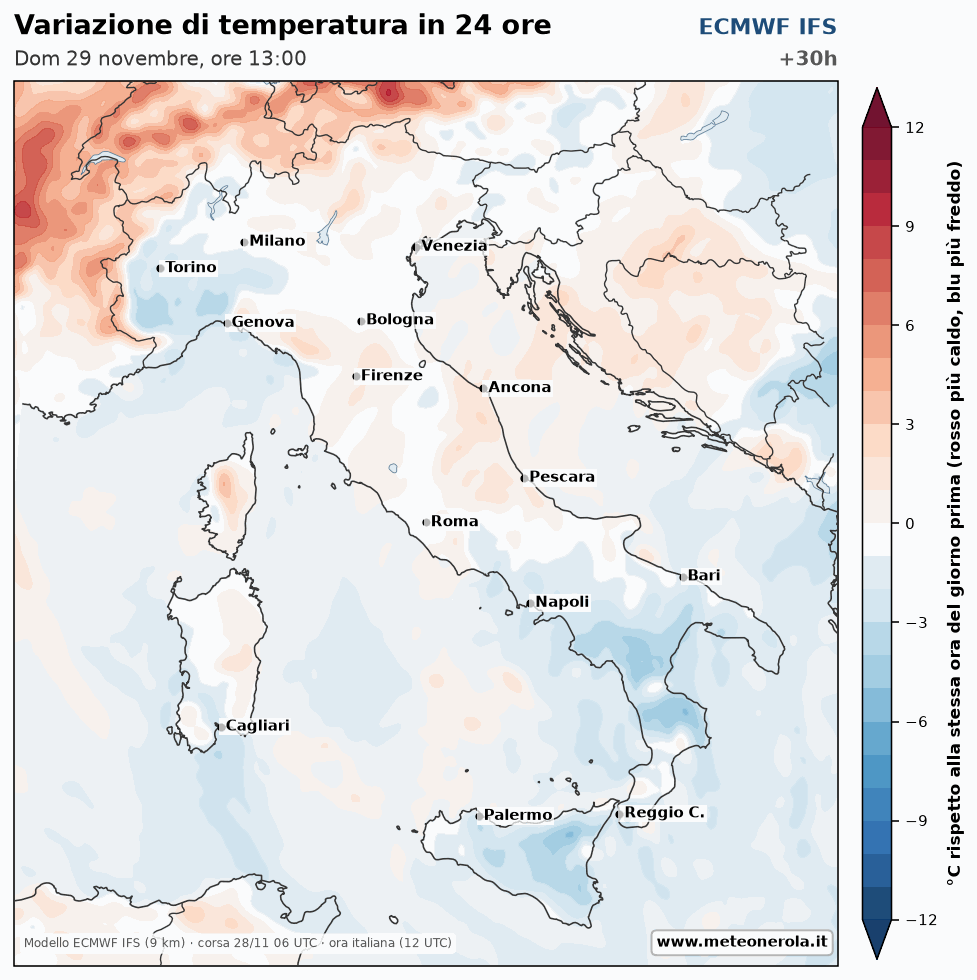 Variazione di temperatura in 24 ore
ECMWF IFS
Dom 29 novembre, ore 13:00
+30h
Milano
Venezia
Torino
Genova
Bologna
Firenze
Ancona
Pescara
Roma
Bari
Napoli
Cagliari
Palermo
Reggio C.
12
9
6
3
0
−3
−6
−9
−12
°C rispetto alla stessa ora del giorno prima (rosso più caldo, blu più freddo)
Modello ECMWF IFS (9 km) · corsa 28/11 06 UTC · ora italiana (12 UTC)
www.meteonerola.it